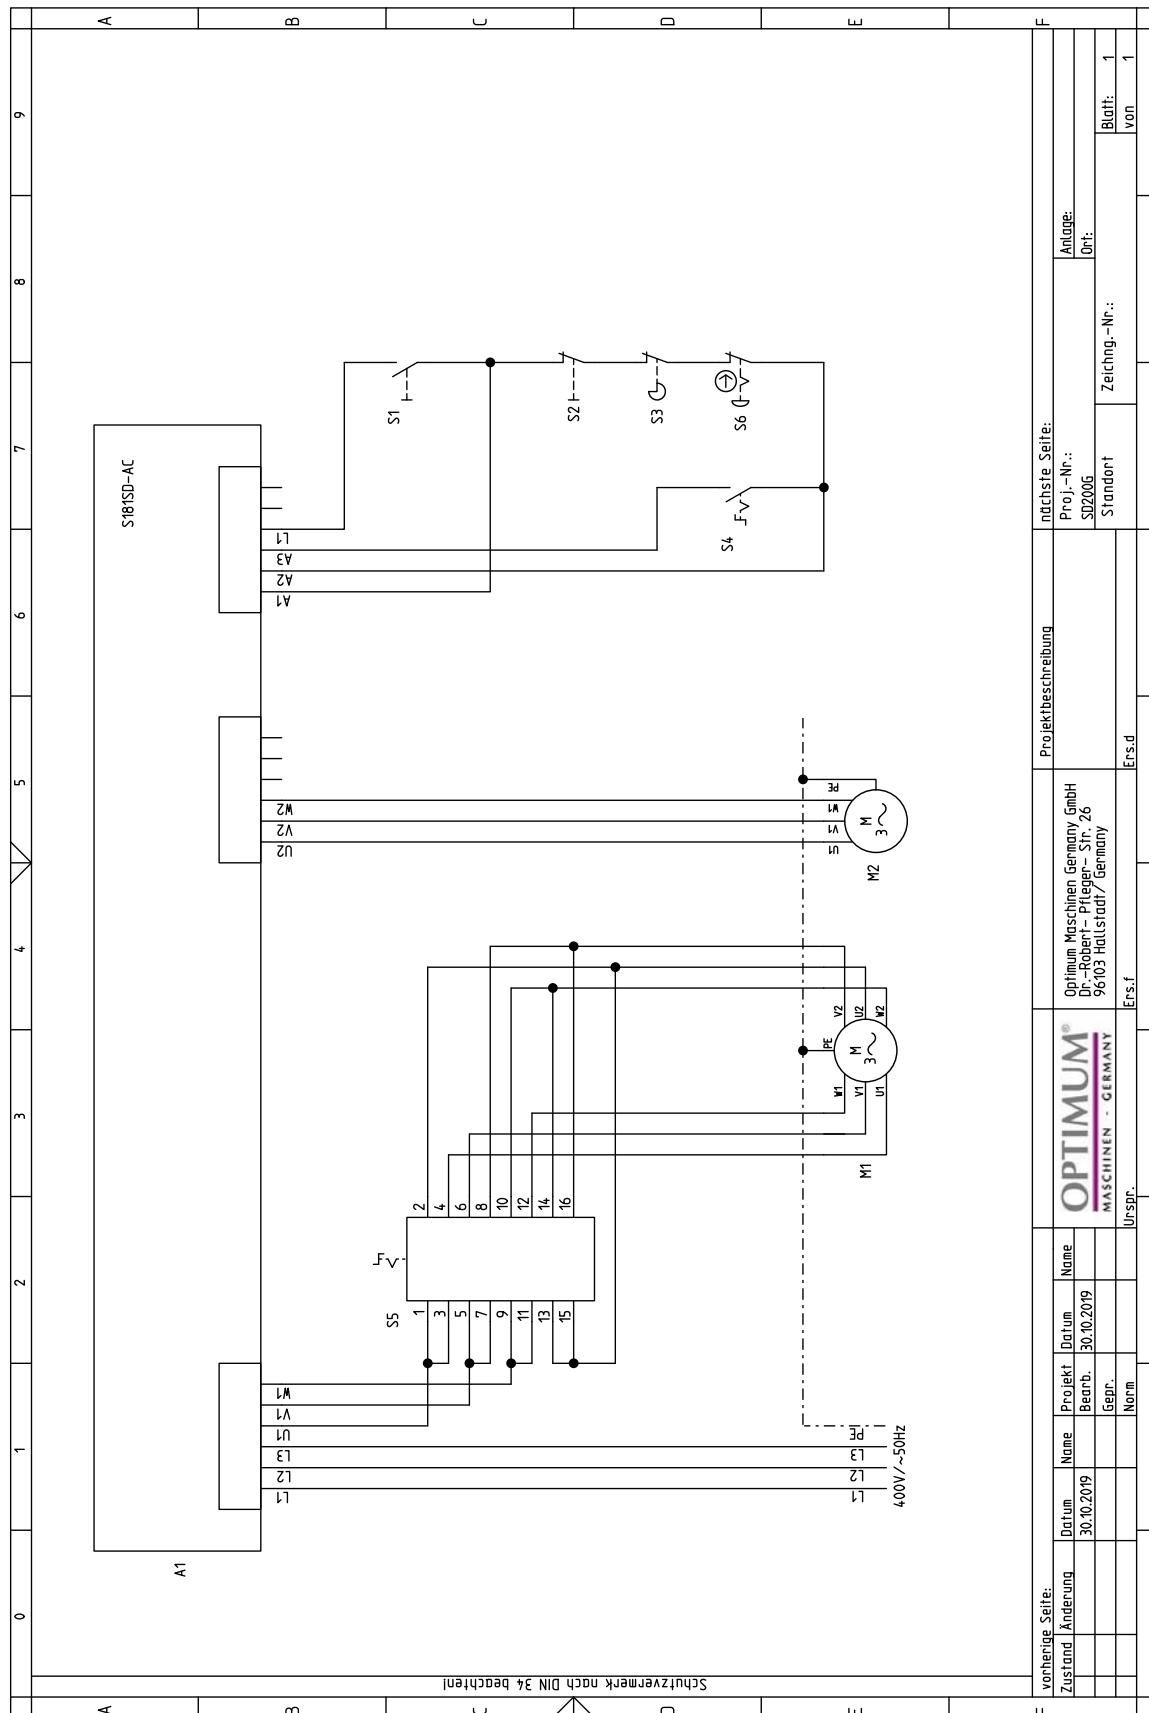 0 1 2 3 4 5 6 7 8 9
A
B
C
D
E
F
A
B
C
D
E
F
Schutzvermerk nach DIN 34 beachten!
A1
S181SD-AC
L1 L2 L3 U1 V1 W1
U2 V2 W2
A1 A2 A3 L1
S5
1 3 5 7 9 11 13 15
2 4 6 8 10 12 14 16
S1
S2
S3
S4
S6
L1 L2 L3 PE
400V/~50Hz
W1
V1
U1
PE
V2
U2
W2
M
3
M1
U1 V1 W1 PE
M
3
M2
vorherige Seite:
Zustand Änderung Datum Name
30.10.2019
Projekt Datum Name
Bearb. 30.10.2019
Gepr.
Norm
OPTIMUM®
MASCHINEN - GERMANY
Urspr.
Optimum Maschinen Germany GmbH
Dr.-Robert- Pfleger- Str. 26
96103 Hallstadt/ Germany
Ers.f
Ers.d
Projektbeschreibung
nächste Seite:
Proj.-Nr.:
SD200G
Standort
Zeichng.-Nr.:
Anlage:
Ort:
Blatt: 1
von 1